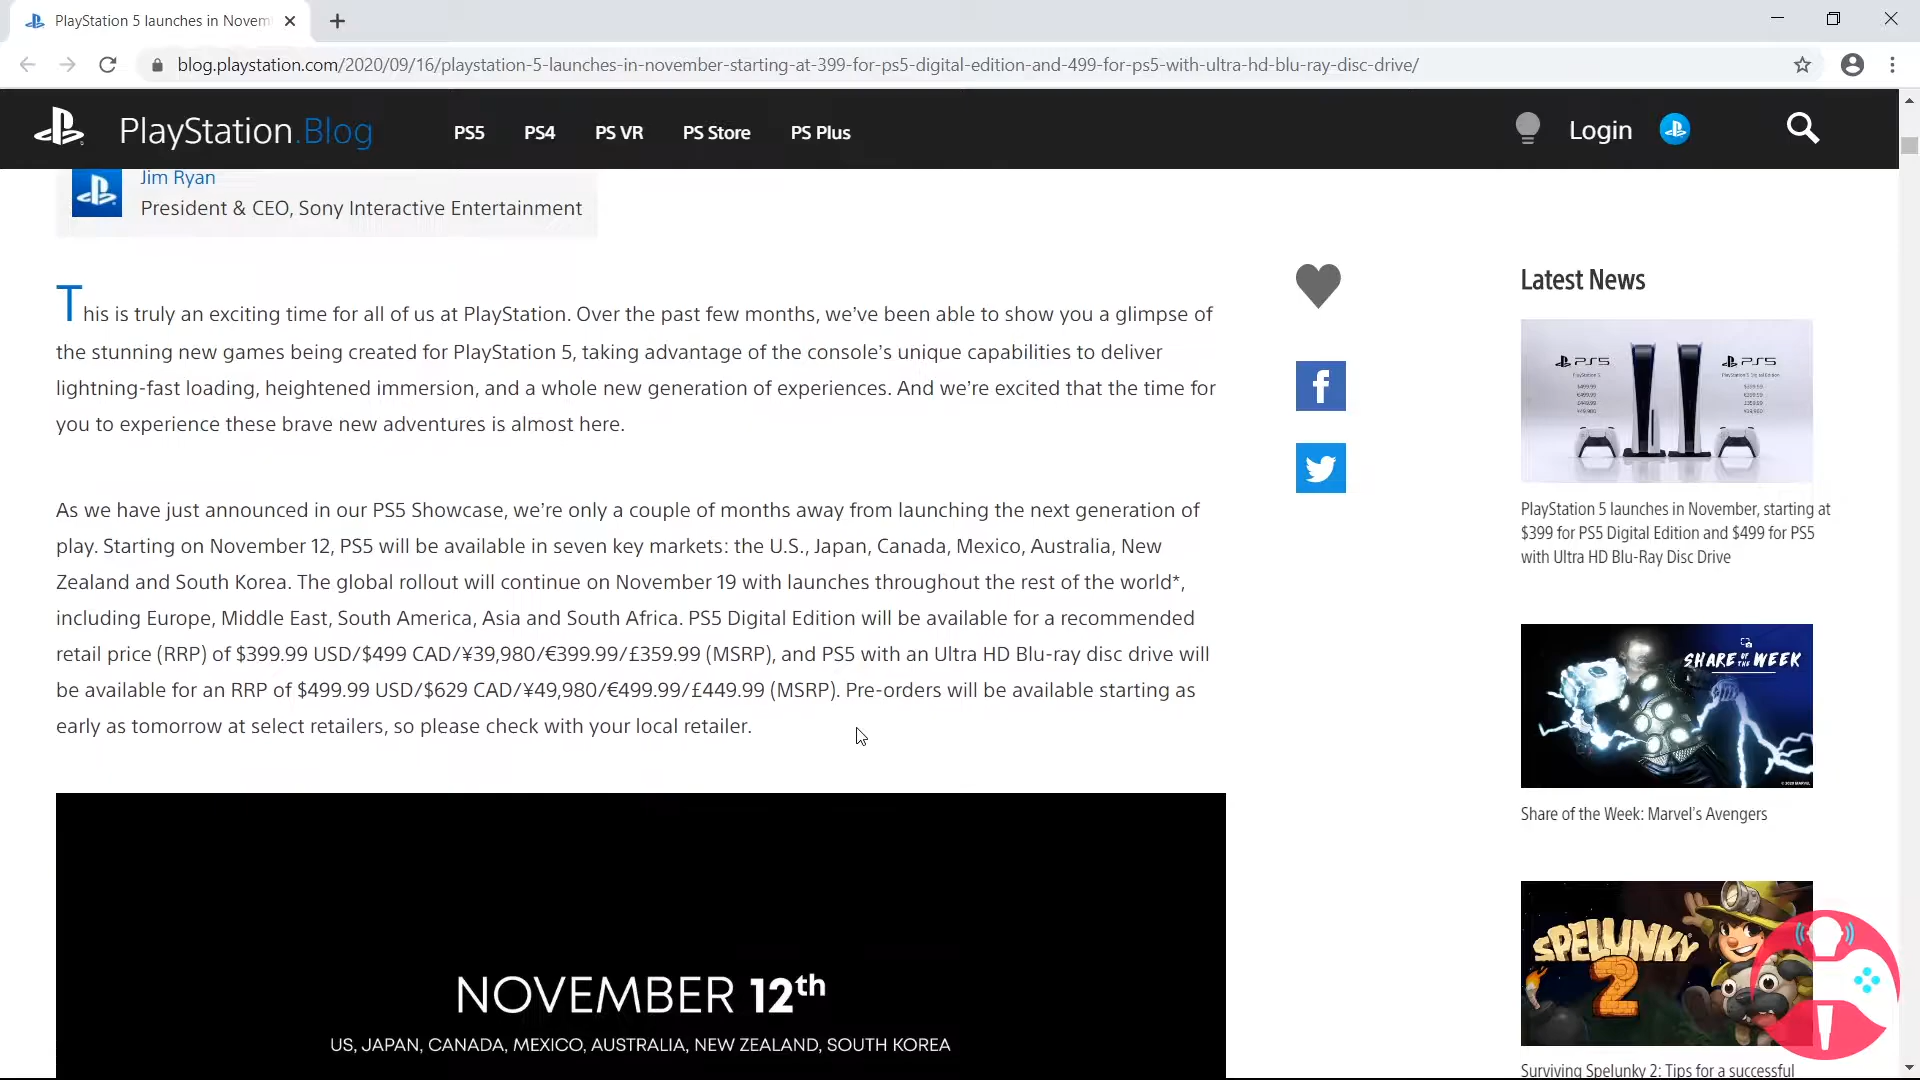 PlayStation 5 launches in Novem
blog.playstation.com/2020/09/16/playstation-5-launches-in-november-starting-at-399-for-ps5-digital-edition-and-499-for-ps5-with-ultra-hd-blu-ray-disc-drive/
PlayStation.Blog
PS5
PS4
PS VR
PS Store
PS Plus
Login
Jim Ryan
President & CEO, Sony Interactive Entertainment
This is truly an exciting time for all of us at PlayStation. Over the past few months, we’ve been able to show you a glimpse of
the stunning new games being created for PlayStation 5, taking advantage of the console’s unique capabilities to deliver
lightning-fast loading, heightened immersion, and a whole new generation of experiences. And we’re excited that the time for
you to experience these brave new adventures is almost here.
As we have just announced in our PS5 Showcase, we’re only a couple of months away from launching the next generation of
play. Starting on November 12, PS5 will be available in seven key markets: the U.S., Japan, Canada, Mexico, Australia, New
Zealand and South Korea. The global rollout will continue on November 19 with launches throughout the rest of the world*,
including Europe, Middle East, South America, Asia and South Africa. PS5 Digital Edition will be available for a recommended
retail price (RRP) of $399.99 USD/$499 CAD/¥39,980/€399.99/£359.99 (MSRP), and PS5 with an Ultra HD Blu-ray disc drive will
be available for an RRP of $499.99 USD/$629 CAD/¥49,980/€499.99/£449.99 (MSRP). Pre-orders will be available starting as
early as tomorrow at select retailers, so please check with your local retailer.
NOVEMBER 12th
US, JAPAN, CANADA, MEXICO, AUSTRALIA, NEW ZEALAND, SOUTH KOREA
Latest News
PS5
PS5
PlayStation 5 launches in November, starting at
$399 for PS5 Digital Edition and $499 for PS5
with Ultra HD Blu-Ray Disc Drive
SHARE OF THE WEEK
Share of the Week: Marvel’s Avengers
SPELUNKY
2
Surviving Spelunky 2: Tips for a successful